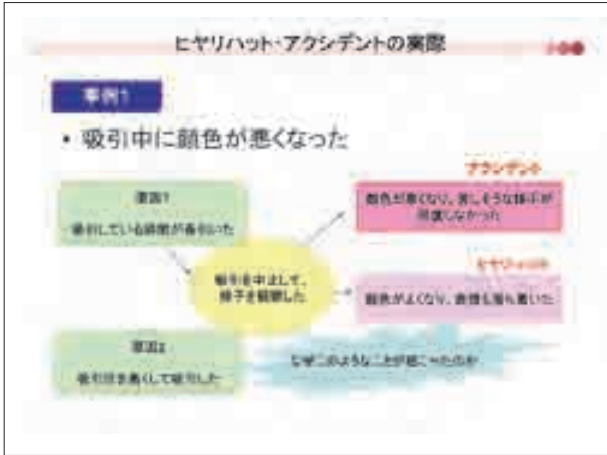 ヒヤリハット・アクシデントの実際
事例1
• 吸引中に顔色が悪くなった
アクシデント
原因1
吸引している時間が長引いた
顔色が悪くなり、苦しそうな様子が
回復しなかった
吸引を中止して、
様子を観察した
ヒヤリハット
顔色がよくなり、表情も落ち着いた
原因2
吸引圧を高くして吸引した
なぜこのようなことが起こったのか